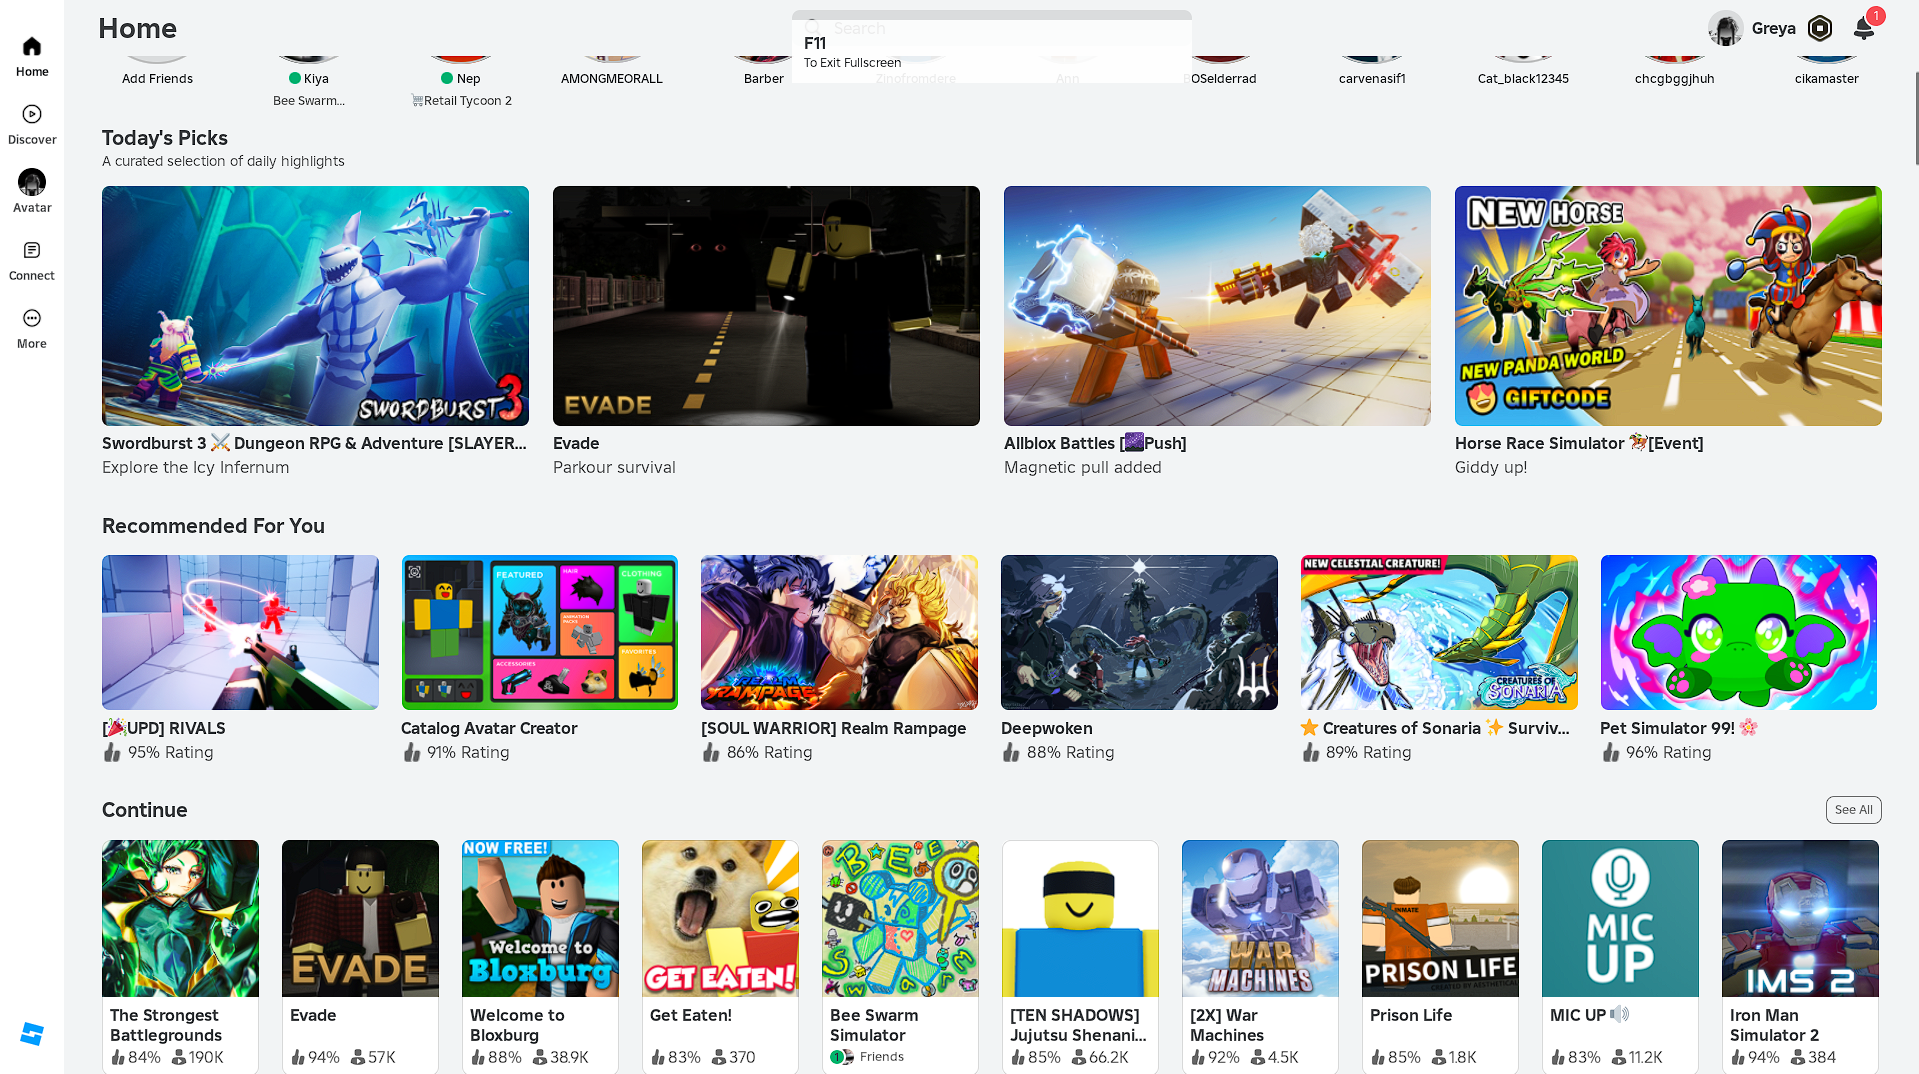 Home
Search
F11
To Exit Fullscreen
Greya
1
Home
Discover
Avatar
Connect
More
Add Friends
Kiya
Bee Swarm...
Nep
🛒Retail Tycoon 2
AMONGMEORALL
Barber
Zinofromdere
Ann
BOSelderrad
carvenasif1
Cat_black12345
chcgbggjhuh
cikamaster
Today's Picks
A curated selection of daily highlights
SWORDBURST 3
EVADE
NEW HORSE
NEW PANDA WORLD
GIFTCODE
Swordburst 3 ⚔️ Dungeon RPG & Adventure [SLAYER...
Explore the Icy Infernum
Evade
Parkour survival
Allblox Battles [🌌Push]
Magnetic pull added
Horse Race Simulator 🏇[Event]
Giddy up!
Recommended For You
FEATURED
HAIR
CLOTHING
ANIMATION PACKS
ACCESSORIES
FAVORITES
REALM RAMPAGE
NEW CELESTIAL CREATURE!
CREATURES OF SONARIA
[🎉UPD] RIVALS
95% Rating
Catalog Avatar Creator
91% Rating
[SOUL WARRIOR] Realm Rampage
86% Rating
Deepwoken
88% Rating
⭐ Creatures of Sonaria ✨ Surviv...
89% Rating
Pet Simulator 99! 🌸
96% Rating
Continue
See All
EVADE
NOW FREE!
Welcome to
Bloxburg
GET EATEN!
BEE
SwarM
WAR
MACHINES
INMATE
PRISON LIFE
CREATED BY AESTHETICAL
MIC
UP
IMS 2
The Strongest
Battlegrounds
84% 190K
Evade
94% 57K
Welcome to
Bloxburg
88% 38.9K
Get Eaten!
83% 370
Bee Swarm
Simulator
1 Friends
[TEN SHADOWS]
Jujutsu Shenani...
85% 66.2K
[2X] War
Machines
92% 4.5K
Prison Life
85% 1.8K
MIC UP 🔊
83% 11.2K
Iron Man
Simulator 2
94% 384